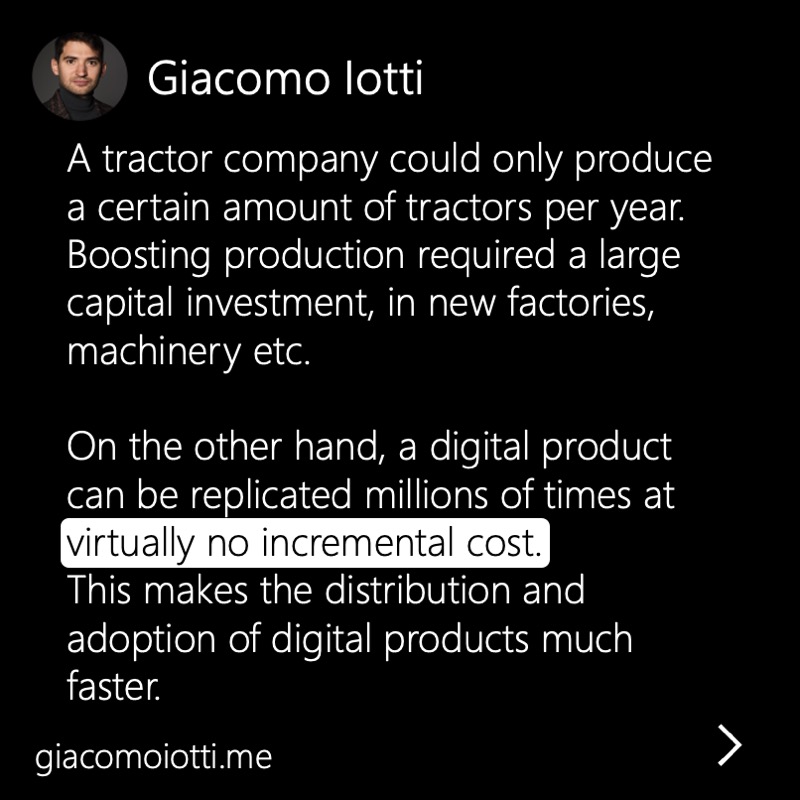 Giacomo Iotti
A tractor company could only produce
a certain amount of tractors per year.
Boosting production required a large
capital investment, in new factories,
machinery etc.
On the other hand, a digital product
can be replicated millions of times at
virtually no incremental cost.
This makes the distribution and
adoption of digital products much
faster.
giacomoiotti.me